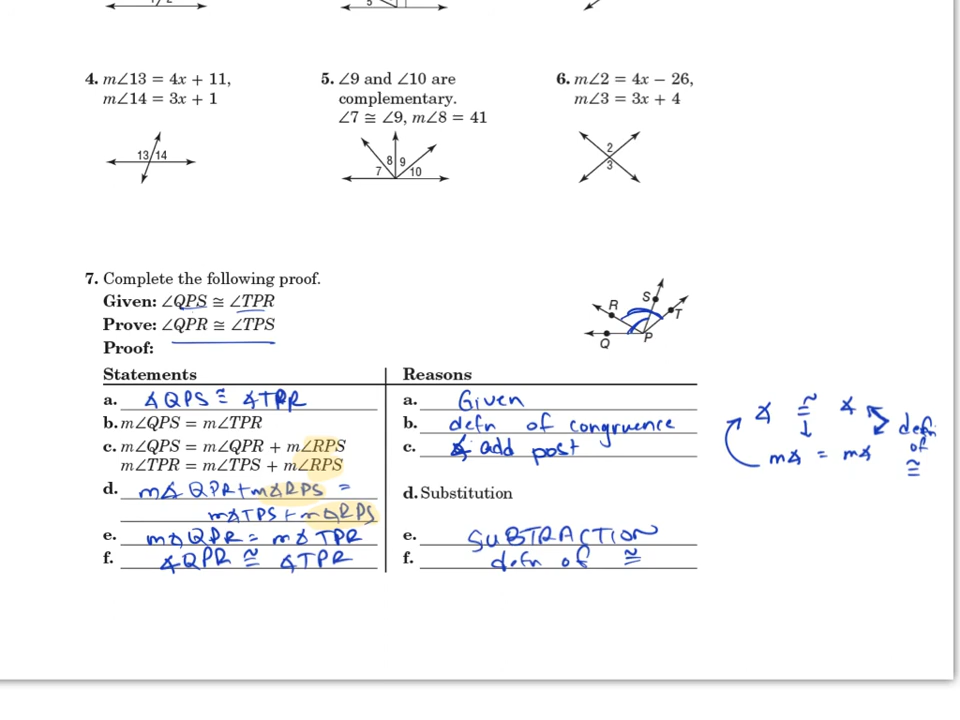 4. m∠13 = 4x + 11,
m∠14 = 3x + 1
13 14
5. ∠9 and ∠10 are
complementary.
∠7 ≅ ∠9, m∠8 = 41
7 8 9 10
6. m∠2 = 4x − 26,
m∠3 = 3x + 4
2
3
7. Complete the following proof.
Given: ∠QPS ≅ ∠TPR
Prove: ∠QPR ≅ ∠TPS
Proof:
R S T
Q P
Statements Reasons
a. ∡QPS ≅ ∡TPR a. Given
b. m∠QPS = m∠TPR b. defn of congruence
c. m∠QPS = m∠QPR + m∠RPS c. ∡ add post
m∠TPR = m∠TPS + m∠RPS
d. m∡QPR + m∡RPS = d. Substitution
m∡TPS + m∡RPS
e. m∡QPR = m∡TPR e. SUBTRACTION
f. ∡QPR ≅ ∡TPR f. defn of ≅
∡ ≅ ∡ defn
of
m∡ = m∡
≅